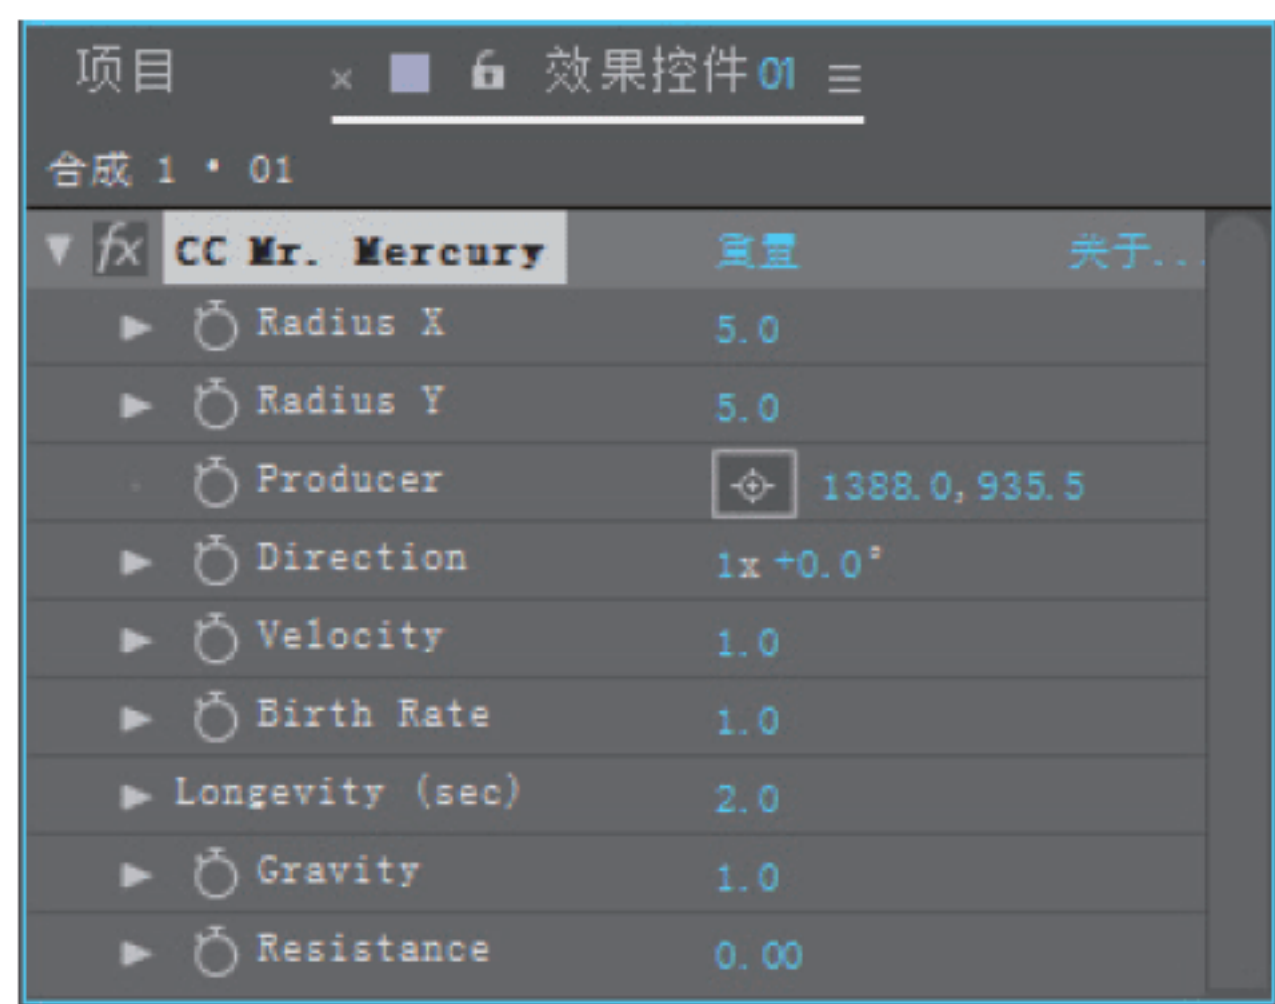 项目 × 效果控件 01 ≡
合成 1 • 01
fx CC Mr. Mercury 重置 关于...
Radius X 5.0
Radius Y 5.0
Producer 1388.0,935.5
Direction 1x+0.0°
Velocity 1.0
Birth Rate 1.0
Longevity (sec) 2.0
Gravity 1.0
Resistance 0.00